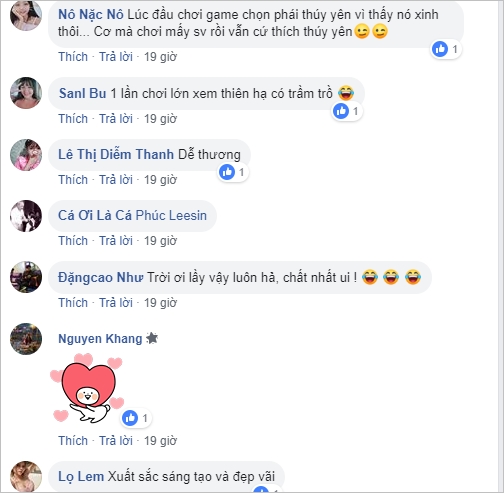 Nô Nặc Nô Lúc đầu chơi game chọn phái thúy yên vì thấy nó xinh
thôi... Cơ mà chơi mấy sv rồi vẫn cứ thích thúy yên😉😉
1
Thích · Trả lời · 19 giờ
SanI Bu 1 lần chơi lớn xem thiên hạ có trầm trồ 😂
1
Thích · Trả lời · 19 giờ
Lê Thị Diễm Thanh Dễ thương
1
Thích · Trả lời · 19 giờ
Cá Ơi Là Cá Phúc Leesin
Thích · Trả lời · 19 giờ
Đặngcao Như Trời ơi lầy vậy luôn hả, chất nhất ui ! 😂 😂 😂
Thích · Trả lời · 19 giờ
Nguyen Khang
1
Thích · Trả lời · 19 giờ
Lọ Lem Xuất sắc sáng tạo và đẹp vãi
1